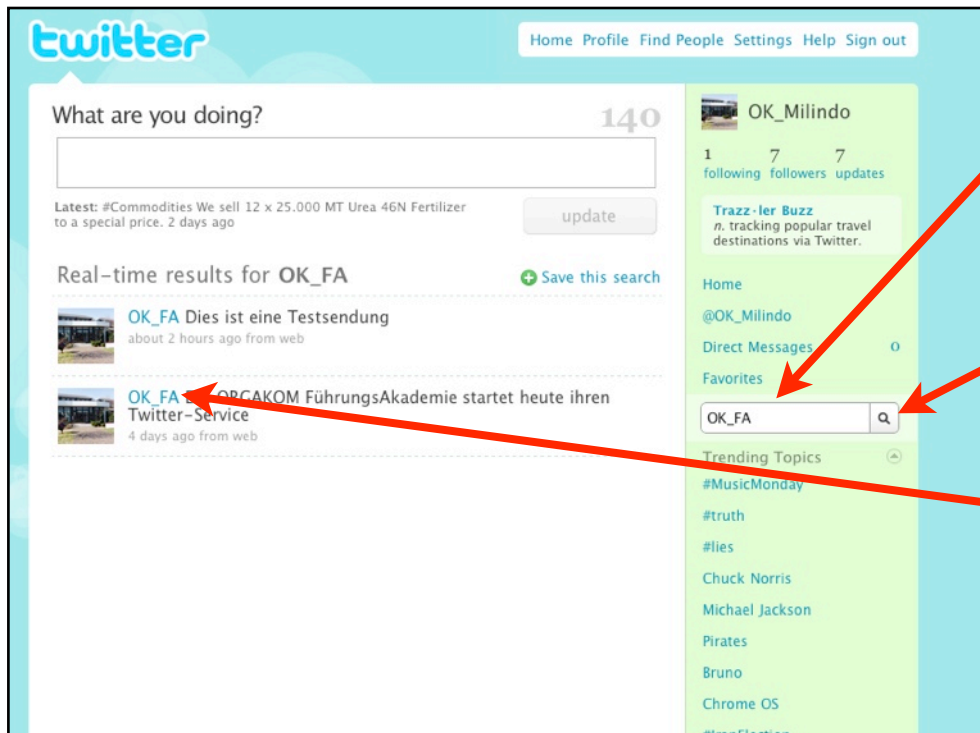 twitter
Home Profile Find People Settings Help Sign out
What are you doing?
140
Latest: #Commodities We sell 12 x 25.000 MT Urea 46N Fertilizer
to a special price. 2 days ago
update
Real-time results for OK_FA
Save this search
OK_FA Dies ist eine Testsendung
about 2 hours ago from web
OK_FA ORGAKOM FührungsAkademie startet heute ihren
Twitter-Service
4 days ago from web
OK_Milindo
1 7 7
following followers updates
Trazz·ler Buzz
n. tracking popular travel
destinations via Twitter.
Home
@OK_Milindo
Direct Messages 0
Favorites
OK_FA
Trending Topics
#MusicMonday
#truth
#lies
Chuck Norris
Michael Jackson
Pirates
Bruno
Chrome OS